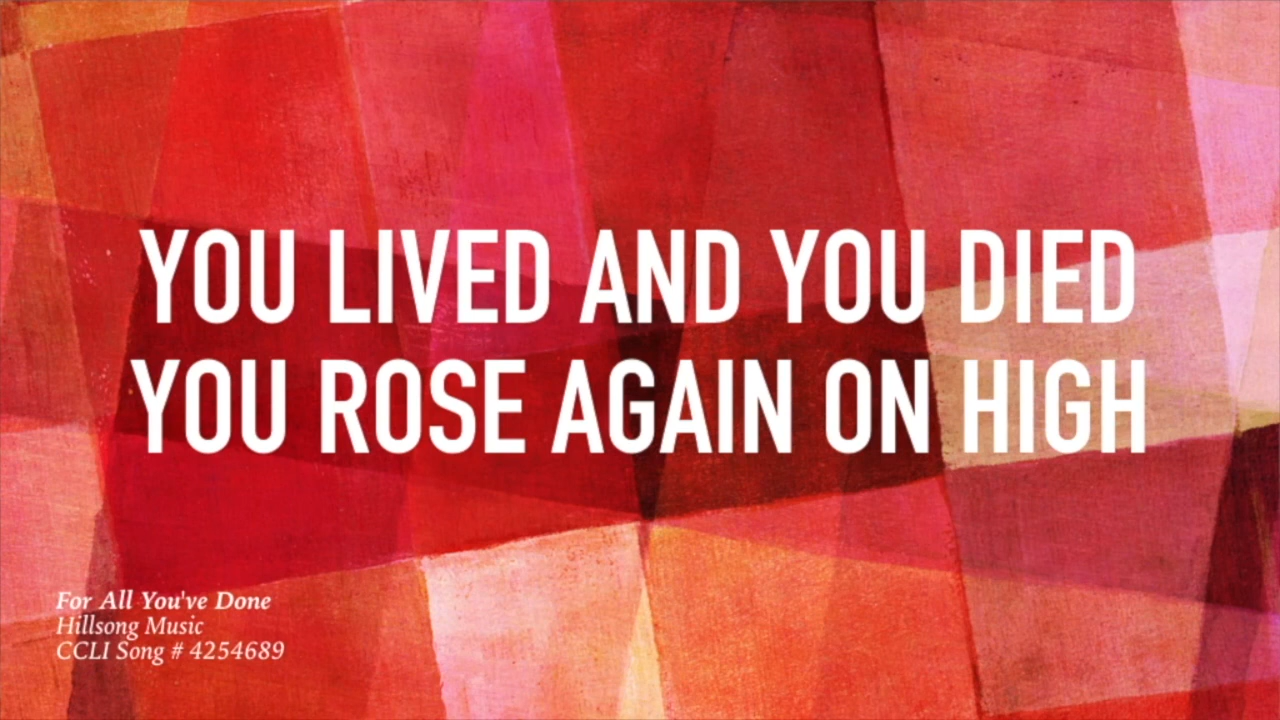 YOU LIVED AND YOU DIED
YOU ROSE AGAIN ON HIGH
For All You've Done
Hillsong Music
CCLI Song # 4254689